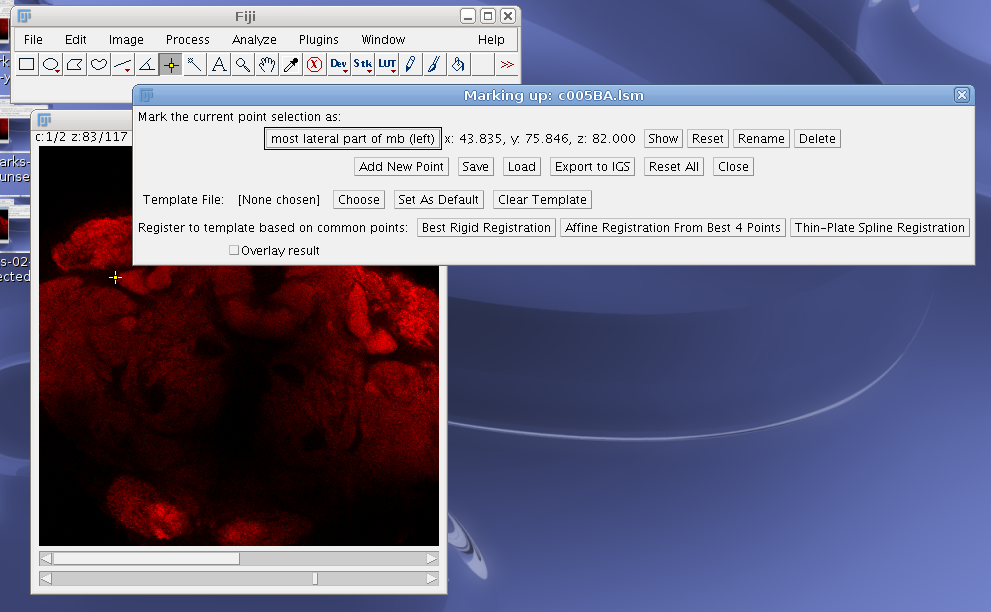 Fiji
File Edit Image Process Analyze Plugins Window Help
A Dev Stk LUT >>
Marking up: c005BA.lsm
Mark the current point selection as:
most lateral part of mb (left) x: 43.835, y: 75.846, z: 82.000 Show Reset Rename Delete
Add New Point Save Load Export to IGS Reset All Close
Template File: [None chosen] Choose Set As Default Clear Template
Register to template based on common points: Best Rigid Registration Affine Registration From Best 4 Points Thin-Plate Spline Registration
Overlay result
c:1/2 z:83/117
arks-
unse
s-02-
ected